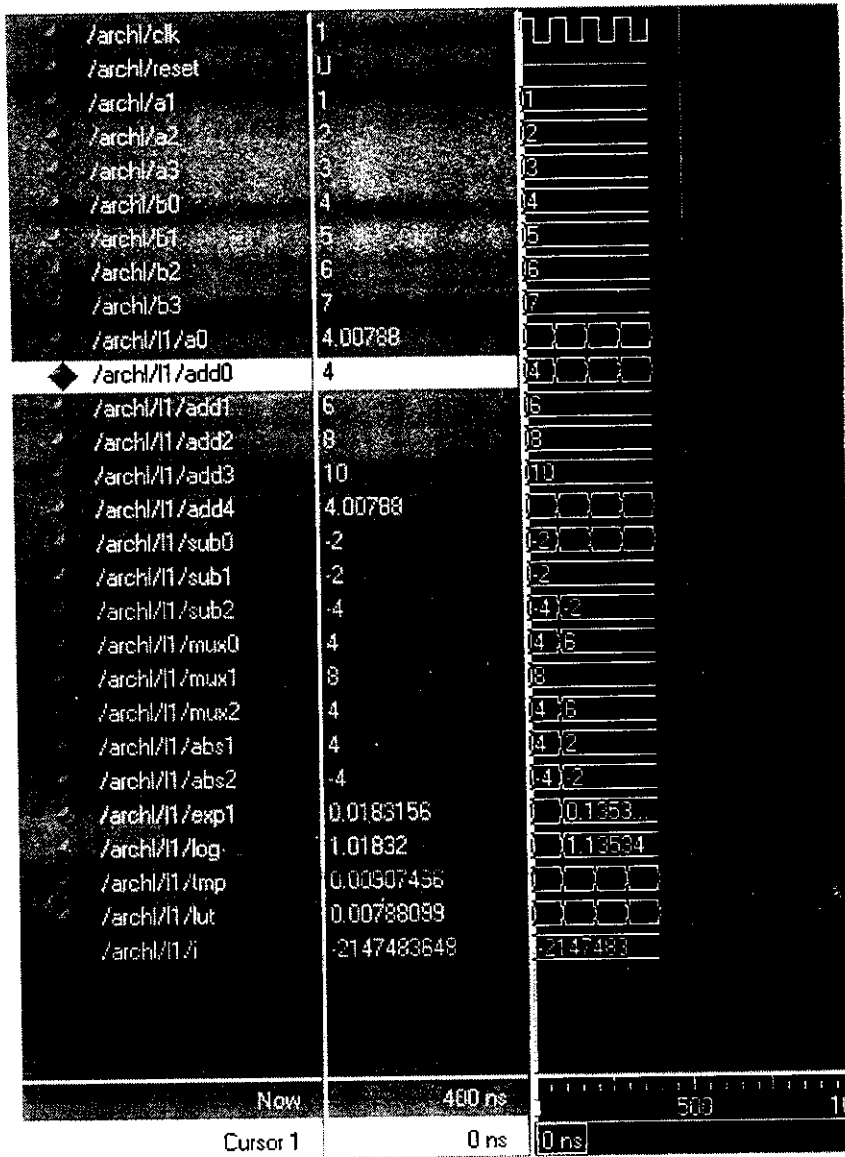 /archl/clk 1
/archl/reset U
/archl/a1 1 1
/archl/a2 2 2
/archl/a3 3 3
/archl/b0 4 4
/archl/b1 5 5
/archl/b2 6 6
/archl/b3 7 7
/archl/l1/a0 4.00788
/archl/l1/add0 4 4
/archl/l1/add1 6 6
/archl/l1/add2 8 8
/archl/l1/add3 10 10
/archl/l1/add4 4.00788
/archl/l1/sub0 -2 -2
/archl/l1/sub1 -2 -2
/archl/l1/sub2 -4 -4 -2
/archl/l1/mux0 4 4 6
/archl/l1/mux1 8 8
/archl/l1/mux2 4 4 6
/archl/l1/abs1 4 4 2
/archl/l1/abs2 -4 -4 -2
/archl/l1/exp1 0.0183156 0.1353...
/archl/l1/log 1.01832 1.13534
/archl/l1/tmp 0.00907456
/archl/l1/lut 0.00788099
/archl/l1/i -2147483648 -2147483
Now 400 ns 500
Cursor 1 0 ns 0 ns